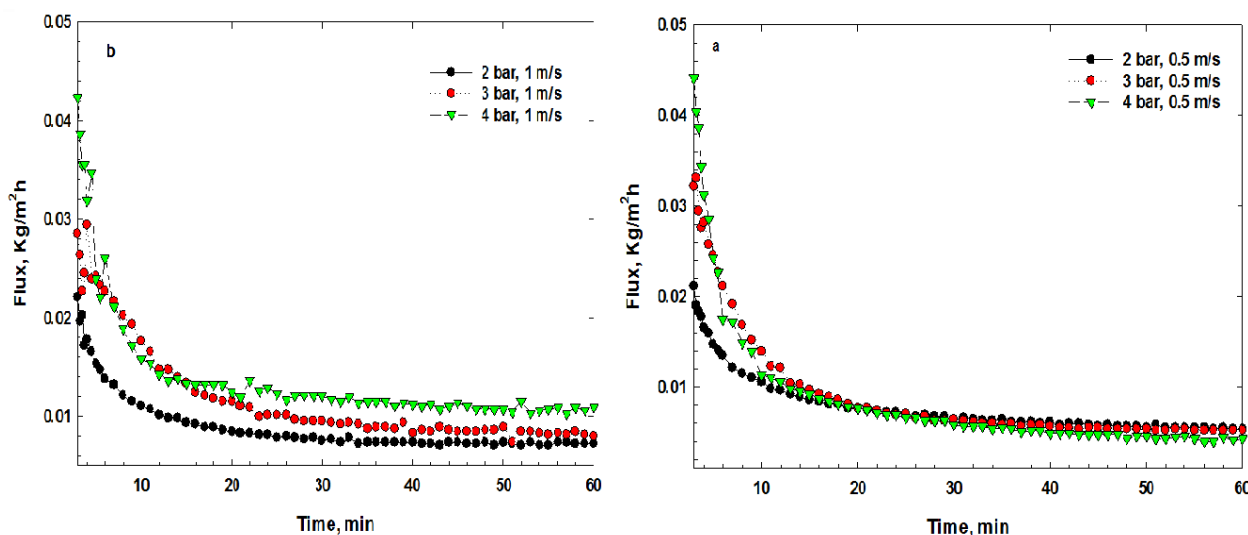 b
2 bar, 1 m/s
3 bar, 1 m/s
4 bar, 1 m/s
0.05
0.04
0.03
0.02
0.01
Flux, Kg/m²h
10
20
30
40
50
60
Time, min
a
2 bar, 0.5 m/s
3 bar, 0.5 m/s
4 bar, 0.5 m/s
0.05
0.04
0.03
0.02
0.01
Flux, Kg/m²h
10
20
30
40
50
60
Time, min